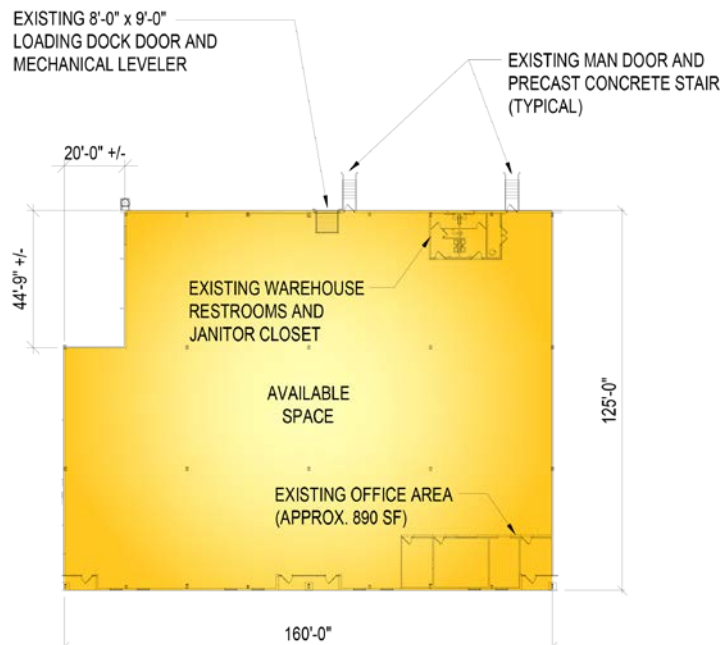 EXISTING 8'-0" x 9'-0"
LOADING DOCK DOOR AND
MECHANICAL LEVELER
EXISTING MAN DOOR AND
PRECAST CONCRETE STAIR
(TYPICAL)
20'-0" +/-
44'-9" +/-
EXISTING WAREHOUSE
RESTROOMS AND
JANITOR CLOSET
AVAILABLE
SPACE
125'-0"
EXISTING OFFICE AREA
(APPROX. 890 SF)
160'-0"